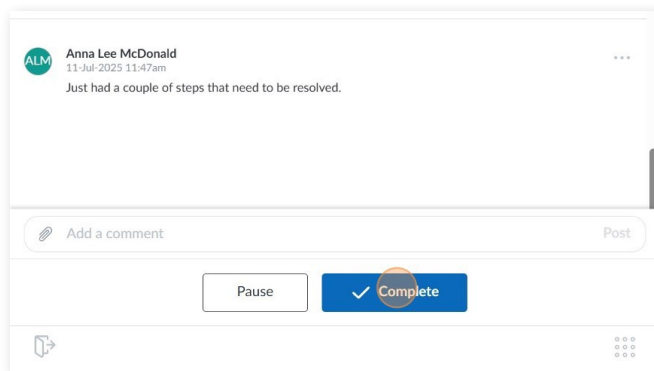 ALM
Anna Lee McDonald
11-Jul-2025 11:47am
Just had a couple of steps that need to be resolved.
Add a comment
Post
Pause
Complete